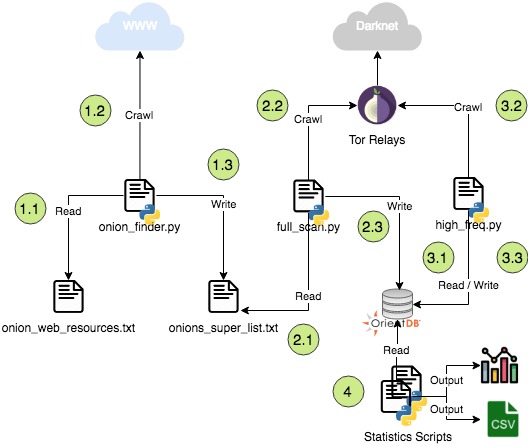 WWW
Darknet
1.2
Crawl
2.2
Crawl
Tor Relays
Crawl
3.2
1.3
1.1
Read
onion_finder.py
Write
full_scan.py
Write
2.3
high_freq.py
3.1
3.3
Read / Write
onion_web_resources.txt
onions_super_list.txt
Read
2.1
OrientDB
Read
4
Output
Output
CSV
Statistics Scripts